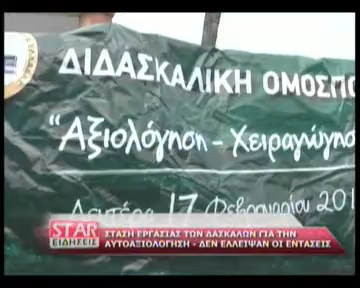 ΔΙΔΑΣΚΑΛΙΚΗ ΟΜΟΣΠΟ
"Αξιολόγηση - Χειραγώγησ
Δευτέρα 17 Φεβρουαρίου 201
STAR
ΕΙΔΗΣΕΙΣ
ΣΤΑΣΗ ΕΡΓΑΣΙΑΣ ΤΩΝ ΔΑΣΚΑΛΩΝ ΓΙΑ ΤΗΝ
ΑΥΤΟΑΞΙΟΛΟΓΗΣΗ - ΔΕΝ ΕΛΛΕΙΨΑΝ ΟΙ ΕΝΤΑΣΕΙΣ